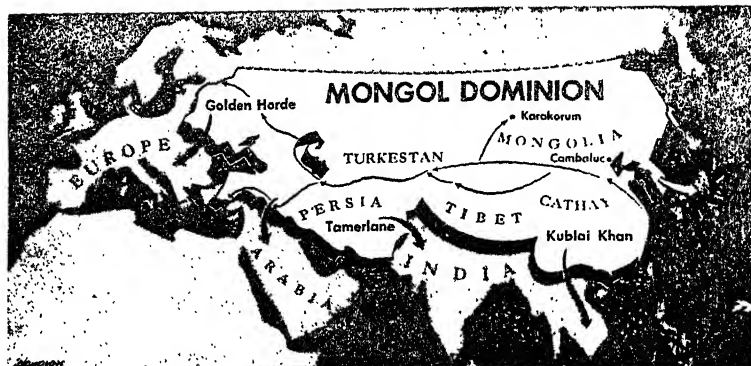 MONGOL DOMINION
Golden Horde
Karakorum
MONGOLIA
Cambaluc
EUROPE
TURKESTAN
PERSIA
TIBET
CATHAY
Tamerlane
Kublai Khan
INDIA
ARABIA